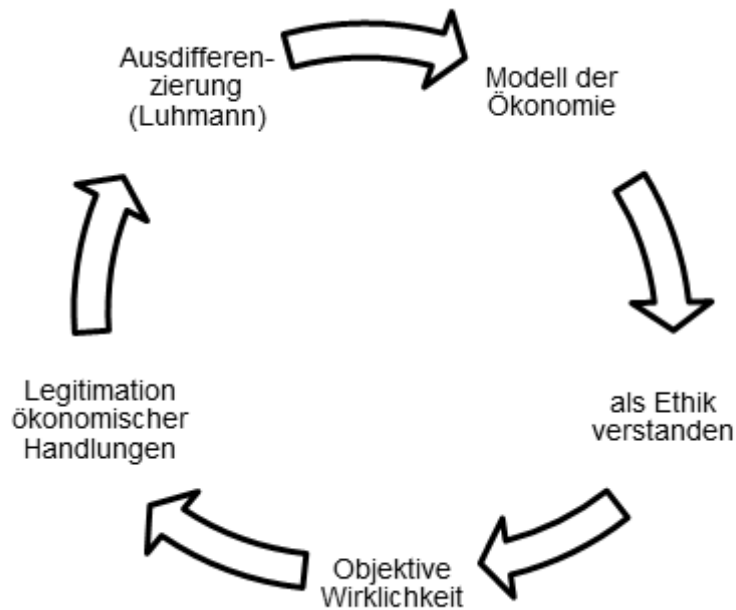 Ausdifferen-
zierung
(Luhmann)
Modell der
Ökonomie
als Ethik
verstanden
Objektive
Wirklichkeit
Legitimation
ökonomischer
Handlungen